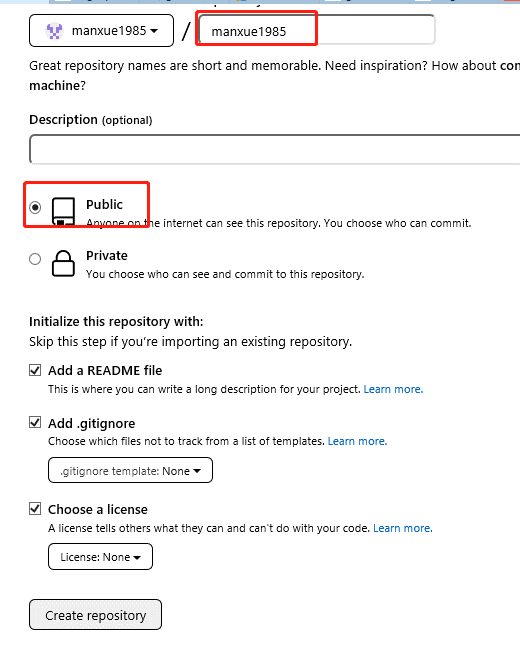 manxue1985 / manxue1985
Great repository names are short and memorable. Need inspiration? How about
machine?
Description (optional)
Public
Anyone on the internet can see this repository. You choose who can commit.
Private
You choose who can see and commit to this repository.
Initialize this repository with:
Skip this step if you're importing an existing repository.
Add a README file
This is where you can write a long description for your project. Learn more.
Add .gitignore
Choose which files not to track from a list of templates. Learn more.
.gitignore template: None
Choose a license
A license tells others what they can and can't do with your code. Learn more.
License: None
Create repository